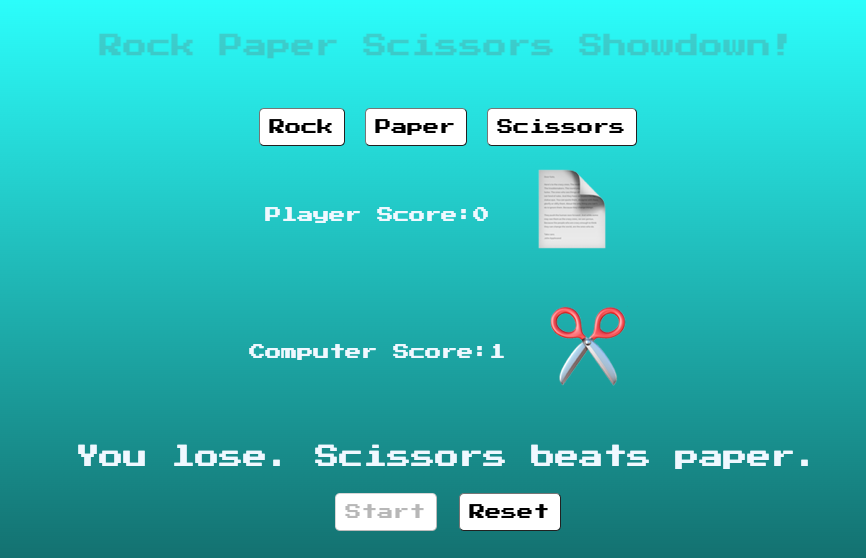 Rock Paper Scissors Showdown!
Rock Paper Scissors
Player Score:0
Computer Score:1
You lose. Scissors beats paper.
Start Reset